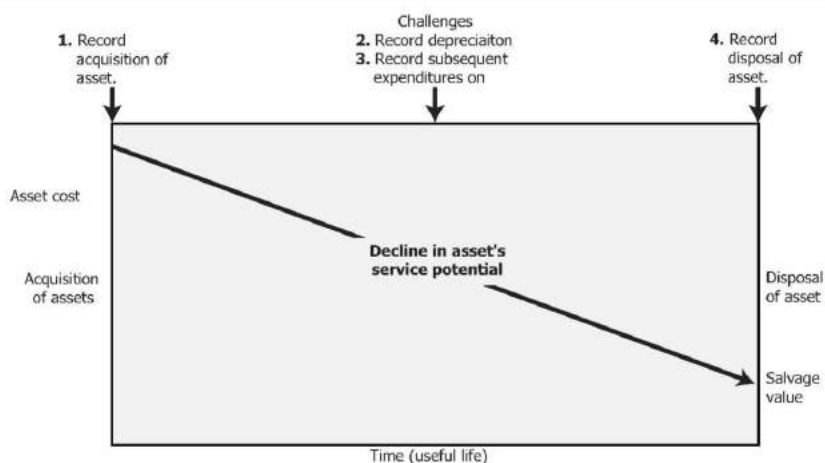 Challenges
1. Record
acquisition of
asset.
2. Record depreciaiton
3. Record subsequent
expenditures on
4. Record
disposal of
asset.
Asset cost
Decline in asset's
service potential
Acquisition
of assets
Disposal
of asset
Salvage
value
Time (useful life)